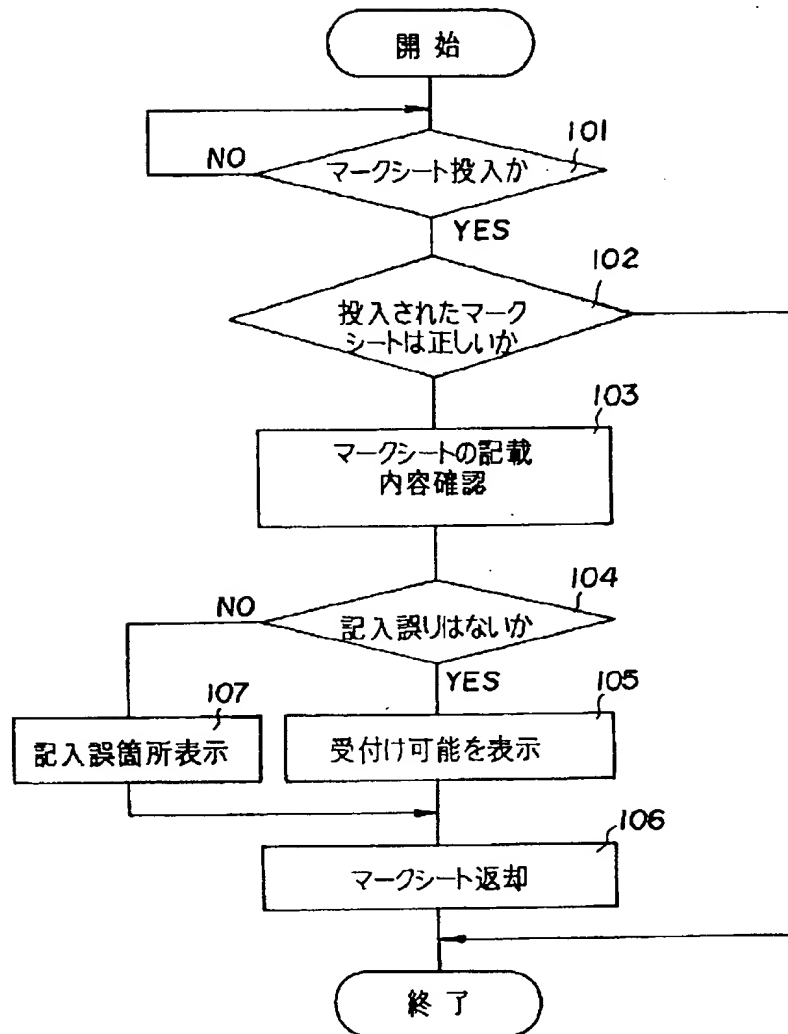 開始
101
NO
マークシート投入か
YES
102
投入されたマーク
シートは正しいか
103
マークシートの記載
内容確認
104
NO
記入誤りはないか
YES
107
105
記入誤箇所表示
受付け可能を表示
106
マークシート返却
終了